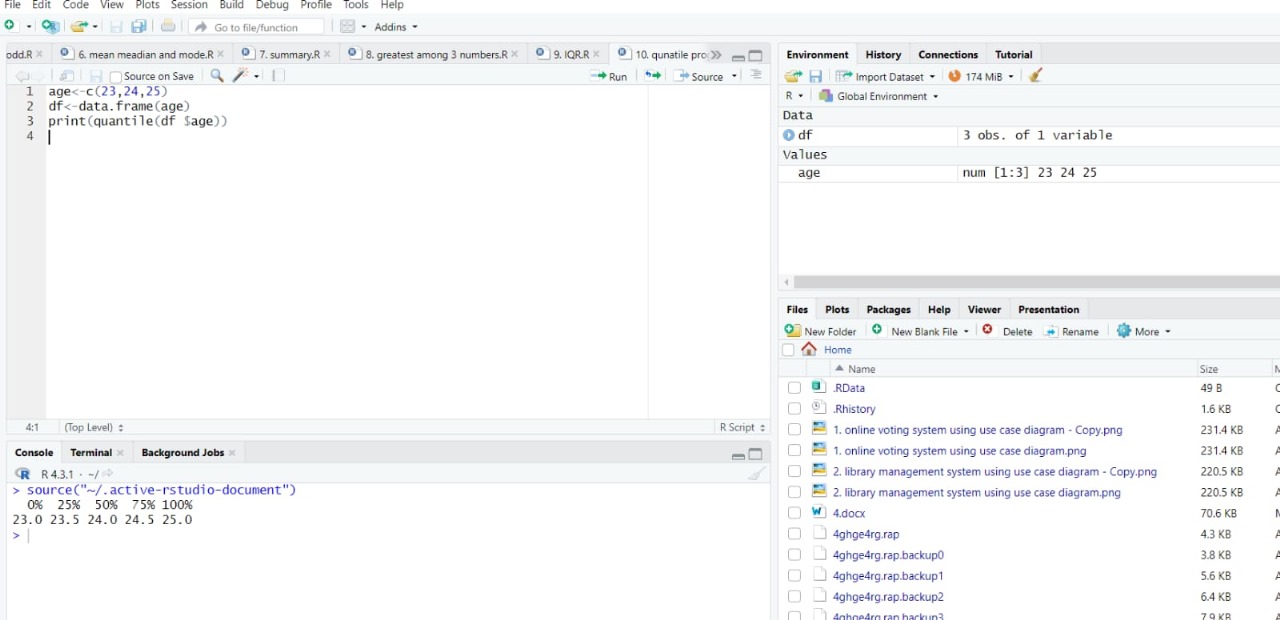 File Edit Code View Plots Session Build Debug Profile Tools Help
Go to file/function Addins
odd.R 6. mean meadian and mode.R 7. summary.R 8. greatest among 3 numbers.R 9. IQR.R 10. qunatile pro
Source on Save Run Source
1 age<-c(23,24,25)
2 df<-data.frame(age)
3 print(quantile(df $age))
4
4:1 (Top Level) R Script
Console Terminal Background Jobs
R 4.3.1 · ~/
> source("~/.active-rstudio-document")
0% 25% 50% 75% 100%
23.0 23.5 24.0 24.5 25.0
>
Environment History Connections Tutorial
Import Dataset 174 MiB
R Global Environment
Data
df 3 obs. of 1 variable
Values
age num [1:3] 23 24 25
Files Plots Packages Help Viewer Presentation
New Folder New Blank File Delete Rename More
Home
Name Size
.RData 49 B
.Rhistory 1.6 KB
1. online voting system using use case diagram - Copy.png 231.4 KB
1. online voting system using use case diagram.png 231.4 KB
2. library management system using use case diagram - Copy.png 220.5 KB
2. library management system using use case diagram.png 220.5 KB
4.docx 70.6 KB
4ghge4rg.rap 4.3 KB
4ghge4rg.rap.backup0 3.8 KB
4ghge4rg.rap.backup1 5.6 KB
4ghge4rg.rap.backup2 6.4 KB
4ghge4rg.rap.backup3 7.9 KB